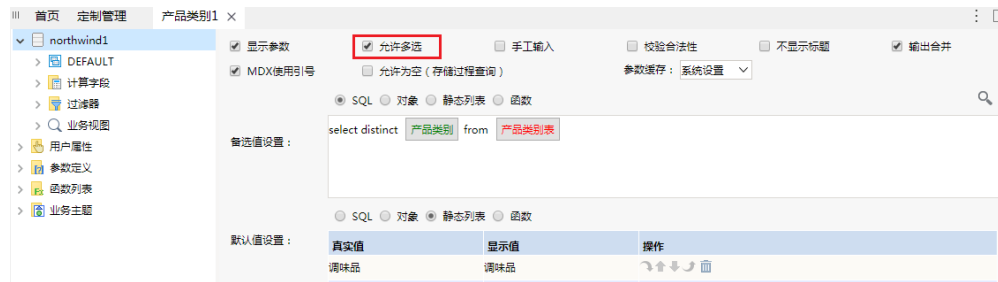 首页 定制管理 产品类别1 ×
northwind1
DEFAULT
计算字段
过滤器
业务视图
用户属性
参数定义
函数列表
业务主题
显示参数 允许多选 手工输入 校验合法性 不显示标题 输出合并
MDX使用引号 允许为空(存储过程查询) 参数缓存: 系统设置
SQL 对象 静态列表 函数
备选值设置:
select distinct 产品类别 from 产品类别表
SQL 对象 静态列表 函数
默认值设置:
真实值 显示值 操作
调味品 调味品